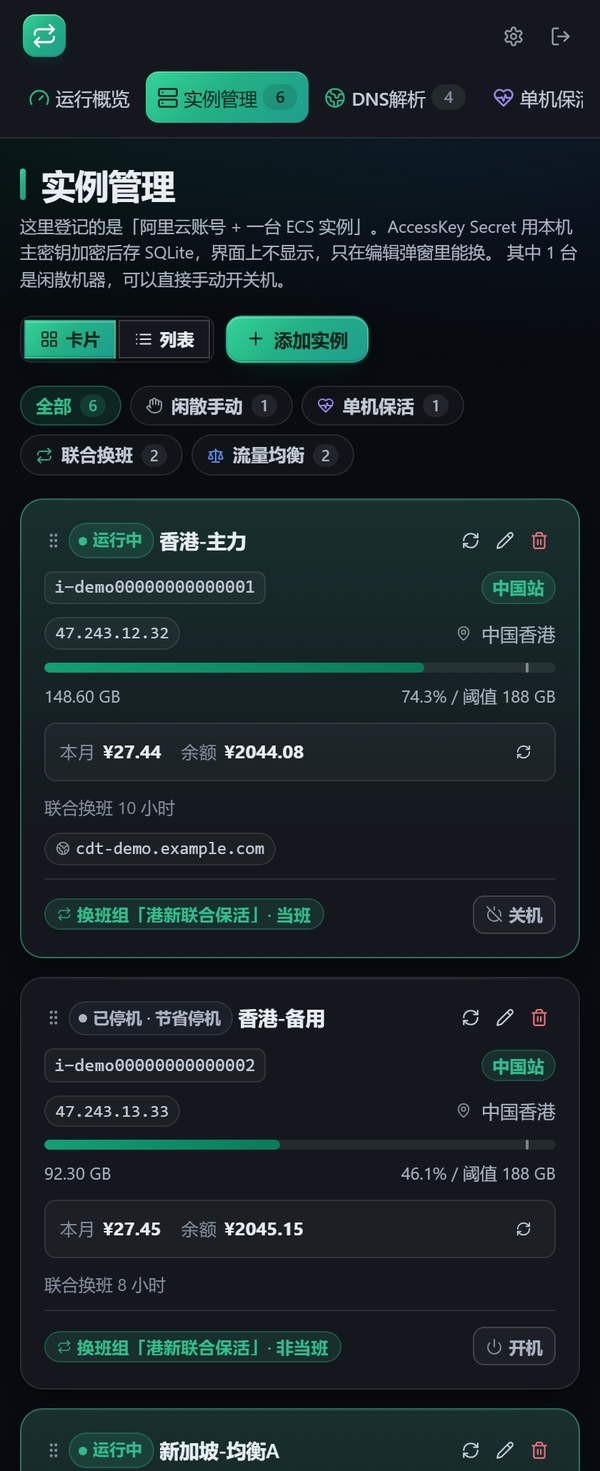 运行概览 实例管理 6 DNS解析 4 单机保活
实例管理
这里登记的是「阿里云账号 + 一台 ECS 实例」。AccessKey Secret 用本机
主密钥加密后存 SQLite，界面上不显示，只在编辑弹窗里能换。 其中 1 台
是闲散机器，可以直接手动开关机。
卡片 列表 + 添加实例
全部 6 闲散手动 1 单机保活 1
联合换班 2 流量均衡 2
运行中 香港-主力
i-demo00000000000001 中国站
47.243.12.32 中国香港
148.60 GB 74.3% / 阈值 188 GB
本月 ¥27.44 余额 ¥2044.08
联合换班 10 小时
cdt-demo.example.com
换班组「港新联合保活」· 当班 关机
已停机 · 节省停机 香港-备用
i-demo00000000000002 中国站
47.243.13.33 中国香港
92.30 GB 46.1% / 阈值 188 GB
本月 ¥27.45 余额 ¥2045.15
联合换班 8 小时
换班组「港新联合保活」· 非当班 开机
运行中 新加坡-均衡A